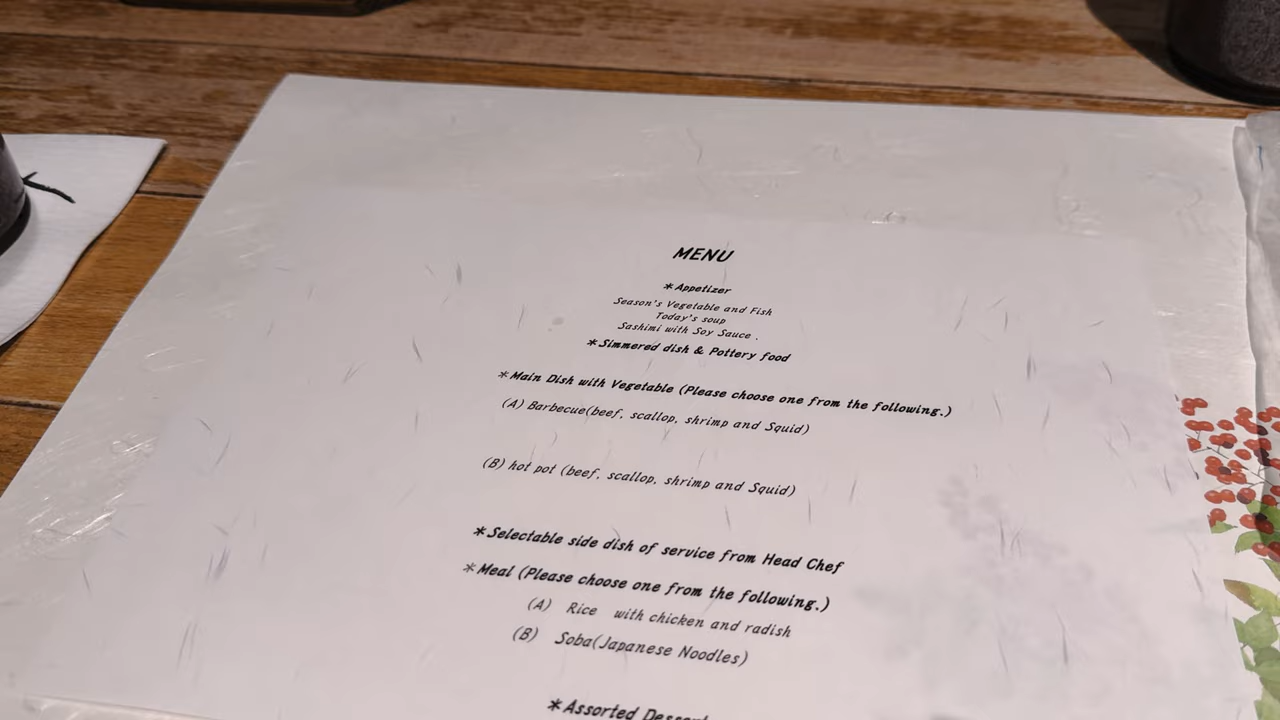 MENU
*Appetizer
Season's Vegetable and Fish
Today's soup
Sashimi with Soy Sauce .
*Simmered dish & Pottery food
*Main Dish with Vegetable (Please choose one from the following.)
(A) Barbecue(beef, scallop, shrimp and Squid)
(B) hot pot (beef, scallop, shrimp and Squid)
*Selectable side dish of service from Head Chef
*Meal (Please choose one from the following.)
(A) Rice with chicken and radish
(B) Soba(Japanese Noodles)
*Assorted